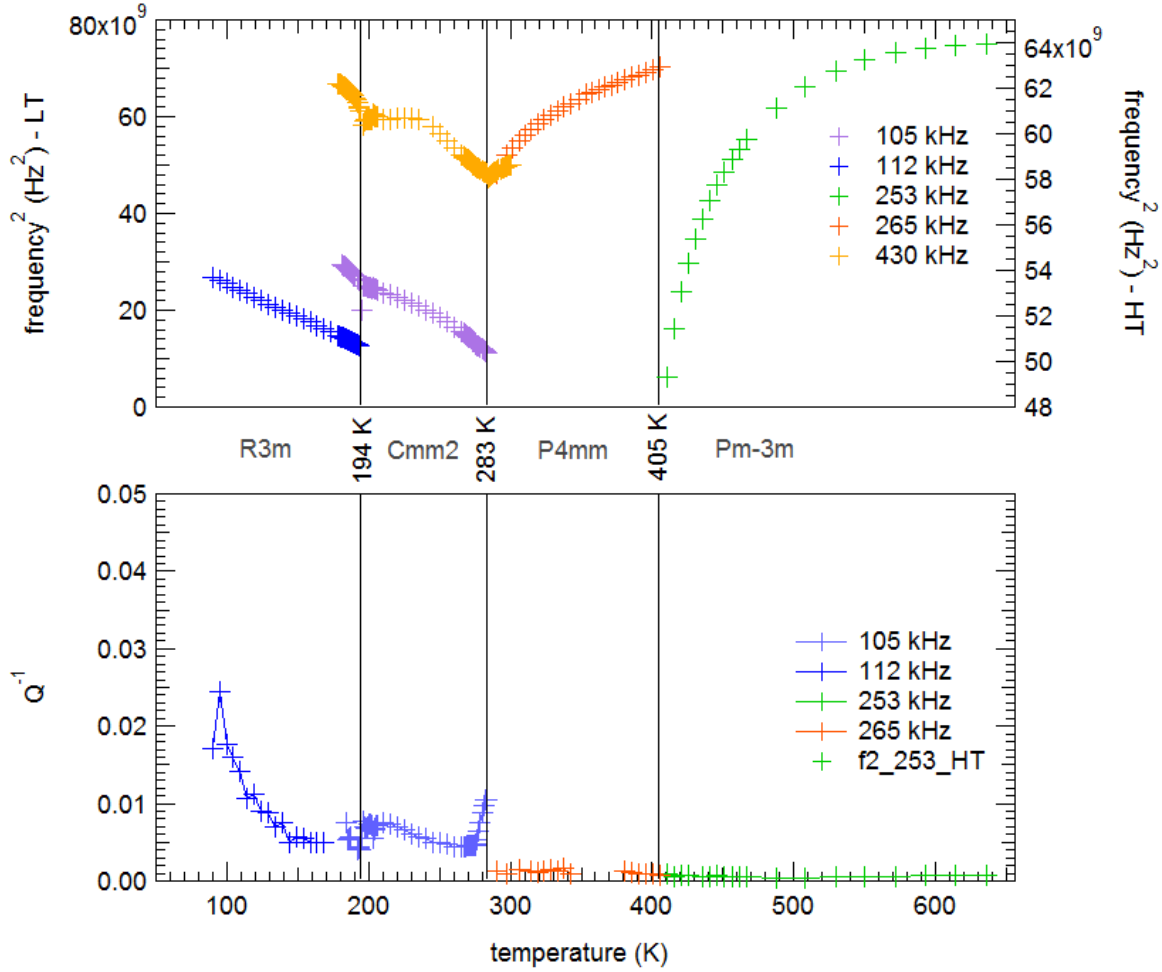 80x10⁹
60
40
20
0
frequency² (Hz²) - LT
64x10⁹
62
60
58
56
54
52
50
48
frequency² (Hz²) - HT
105 kHz
112 kHz
253 kHz
265 kHz
430 kHz
R3m
194 K
Cmm2
283 K
P4mm
405 K
Pm-3m
0.05
0.04
0.03
0.02
0.01
0.00
Q⁻¹
105 kHz
112 kHz
253 kHz
265 kHz
f2_253_HT
100 200 300 400 500 600
temperature (K)